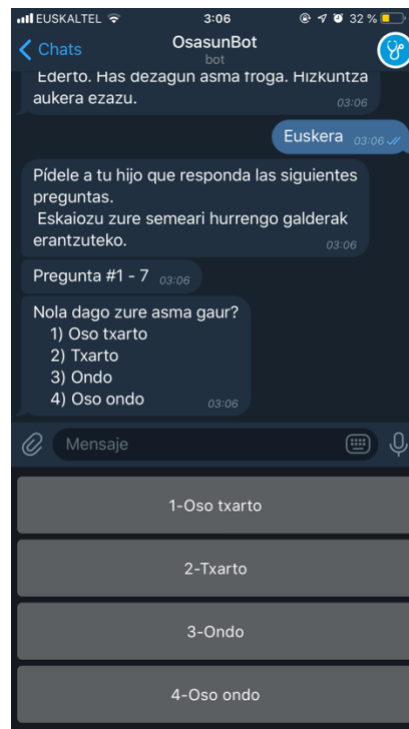 EUSKALTEL 3:06 32 %
Chats OsasunBot
bot
Ederto. Has dezagun asma froga. Hizkuntza
aukera ezazu. 03:06
Euskera 03:06
Pídele a tu hijo que responda las siguientes
preguntas.
Eskaiozu zure semeari hurrengo galderak
erantzuteko. 03:06
Pregunta #1 - 7 03:06
Nola dago zure asma gaur?
1) Oso txarto
2) Txarto
3) Ondo
4) Oso ondo 03:06
Mensaje
1-Oso txarto
2-Txarto
3-Ondo
4-Oso ondo